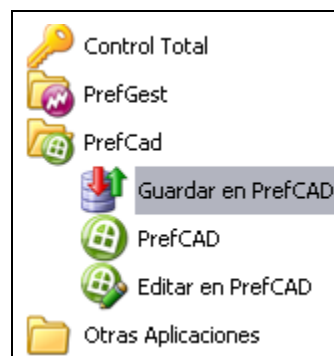 Control Total
PrefGest
PrefCad
Guardar en PrefCAD
PrefCAD
Editar en PrefCAD
Otras Aplicaciones